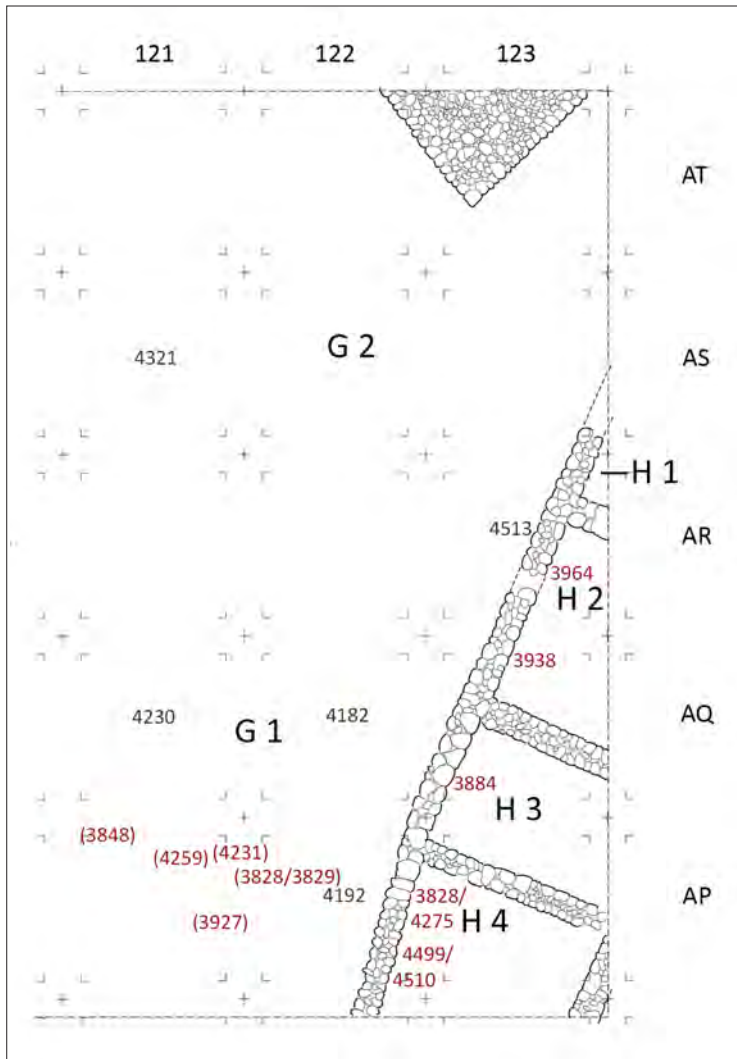 121 122 123
AT
G 2
4321
AS
H 1
4513
AR
3964
H 2
3938
4230
4182
AQ
G 1
3884
H 3
(3848)
(4259)
(4231)
(3828/3829)
4192
AP
3828/
4275
H 4
(3927)
4499/
4510